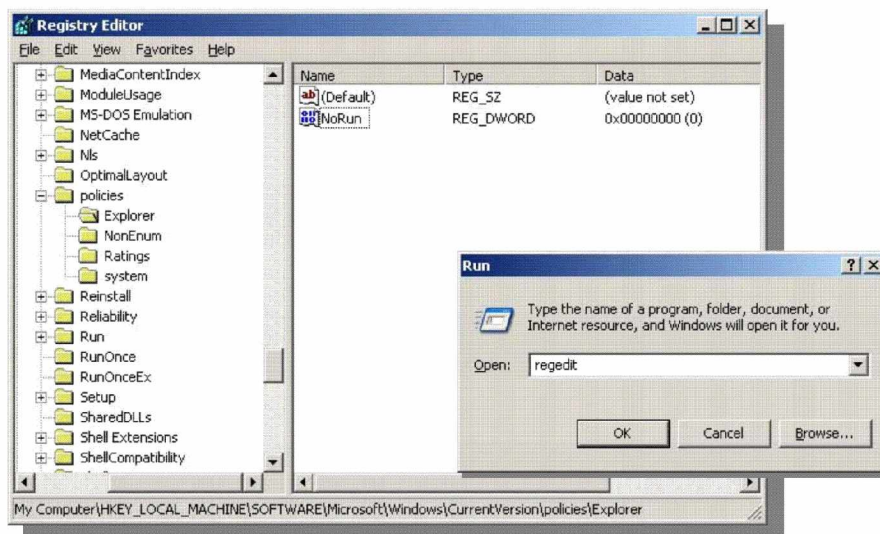 Registry Editor
File Edit View Favorites Help
MediaContentIndex
ModuleUsage
MS-DOS Emulation
NetCache
Nls
OptimalLayout
policies
Explorer
NonEnum
Ratings
system
Reinstall
Reliability
Run
RunOnce
RunOnceEx
Setup
SharedDLLs
Shell Extensions
ShellCompatibility
Name Type Data
ab (Default) REG_SZ (value not set)
NoRun REG_DWORD 0x00000000 (0)
My Computer\HKEY_LOCAL_MACHINE\SOFTWARE\Microsoft\Windows\CurrentVersion\policies\Explorer
Run
Type the name of a program, folder, document, or
Internet resource, and Windows will open it for you.
Open: regedit
OK Cancel Browse...